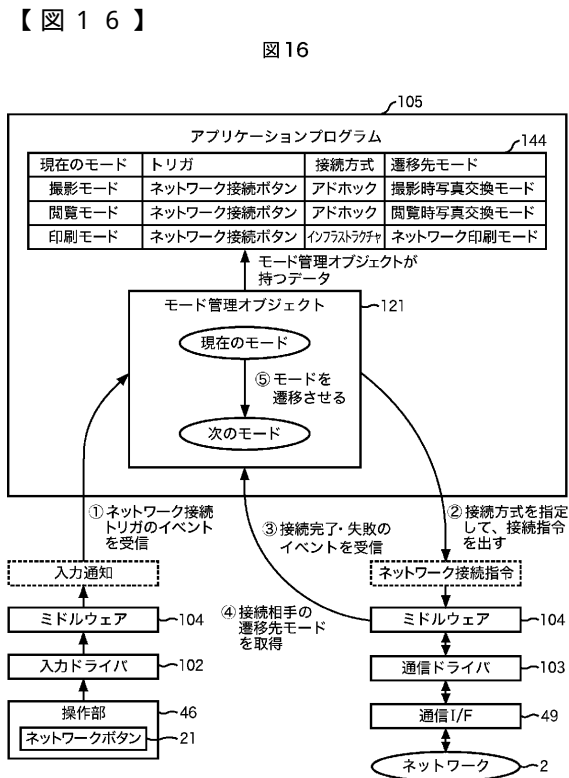 【図16】
図16
105
アプリケーションプログラム
144
現在のモード トリガ 接続方式 遷移先モード
撮影モード ネットワーク接続ボタン アドホック 撮影時写真交換モード
閲覧モード ネットワーク接続ボタン アドホック 閲覧時写真交換モード
印刷モード ネットワーク接続ボタン インフラストラクチャ ネットワーク印刷モード
モード管理オブジェクトが
持つデータ
モード管理オブジェクト
121
現在のモード
⑤モードを
遷移させる
次のモード
①ネットワーク接続
トリガのイベント
を受信
②接続方式を指定
して、接続指令
を出す
③接続完了・失敗の
イベントを受信
④接続相手の
遷移先モード
を取得
入力通知
ミドルウェア
104
入力ドライバ
102
操作部
46
ネットワークボタン
21
ネットワーク接続指令
ミドルウェア
104
通信ドライバ
103
通信I/F
49
ネットワーク
2